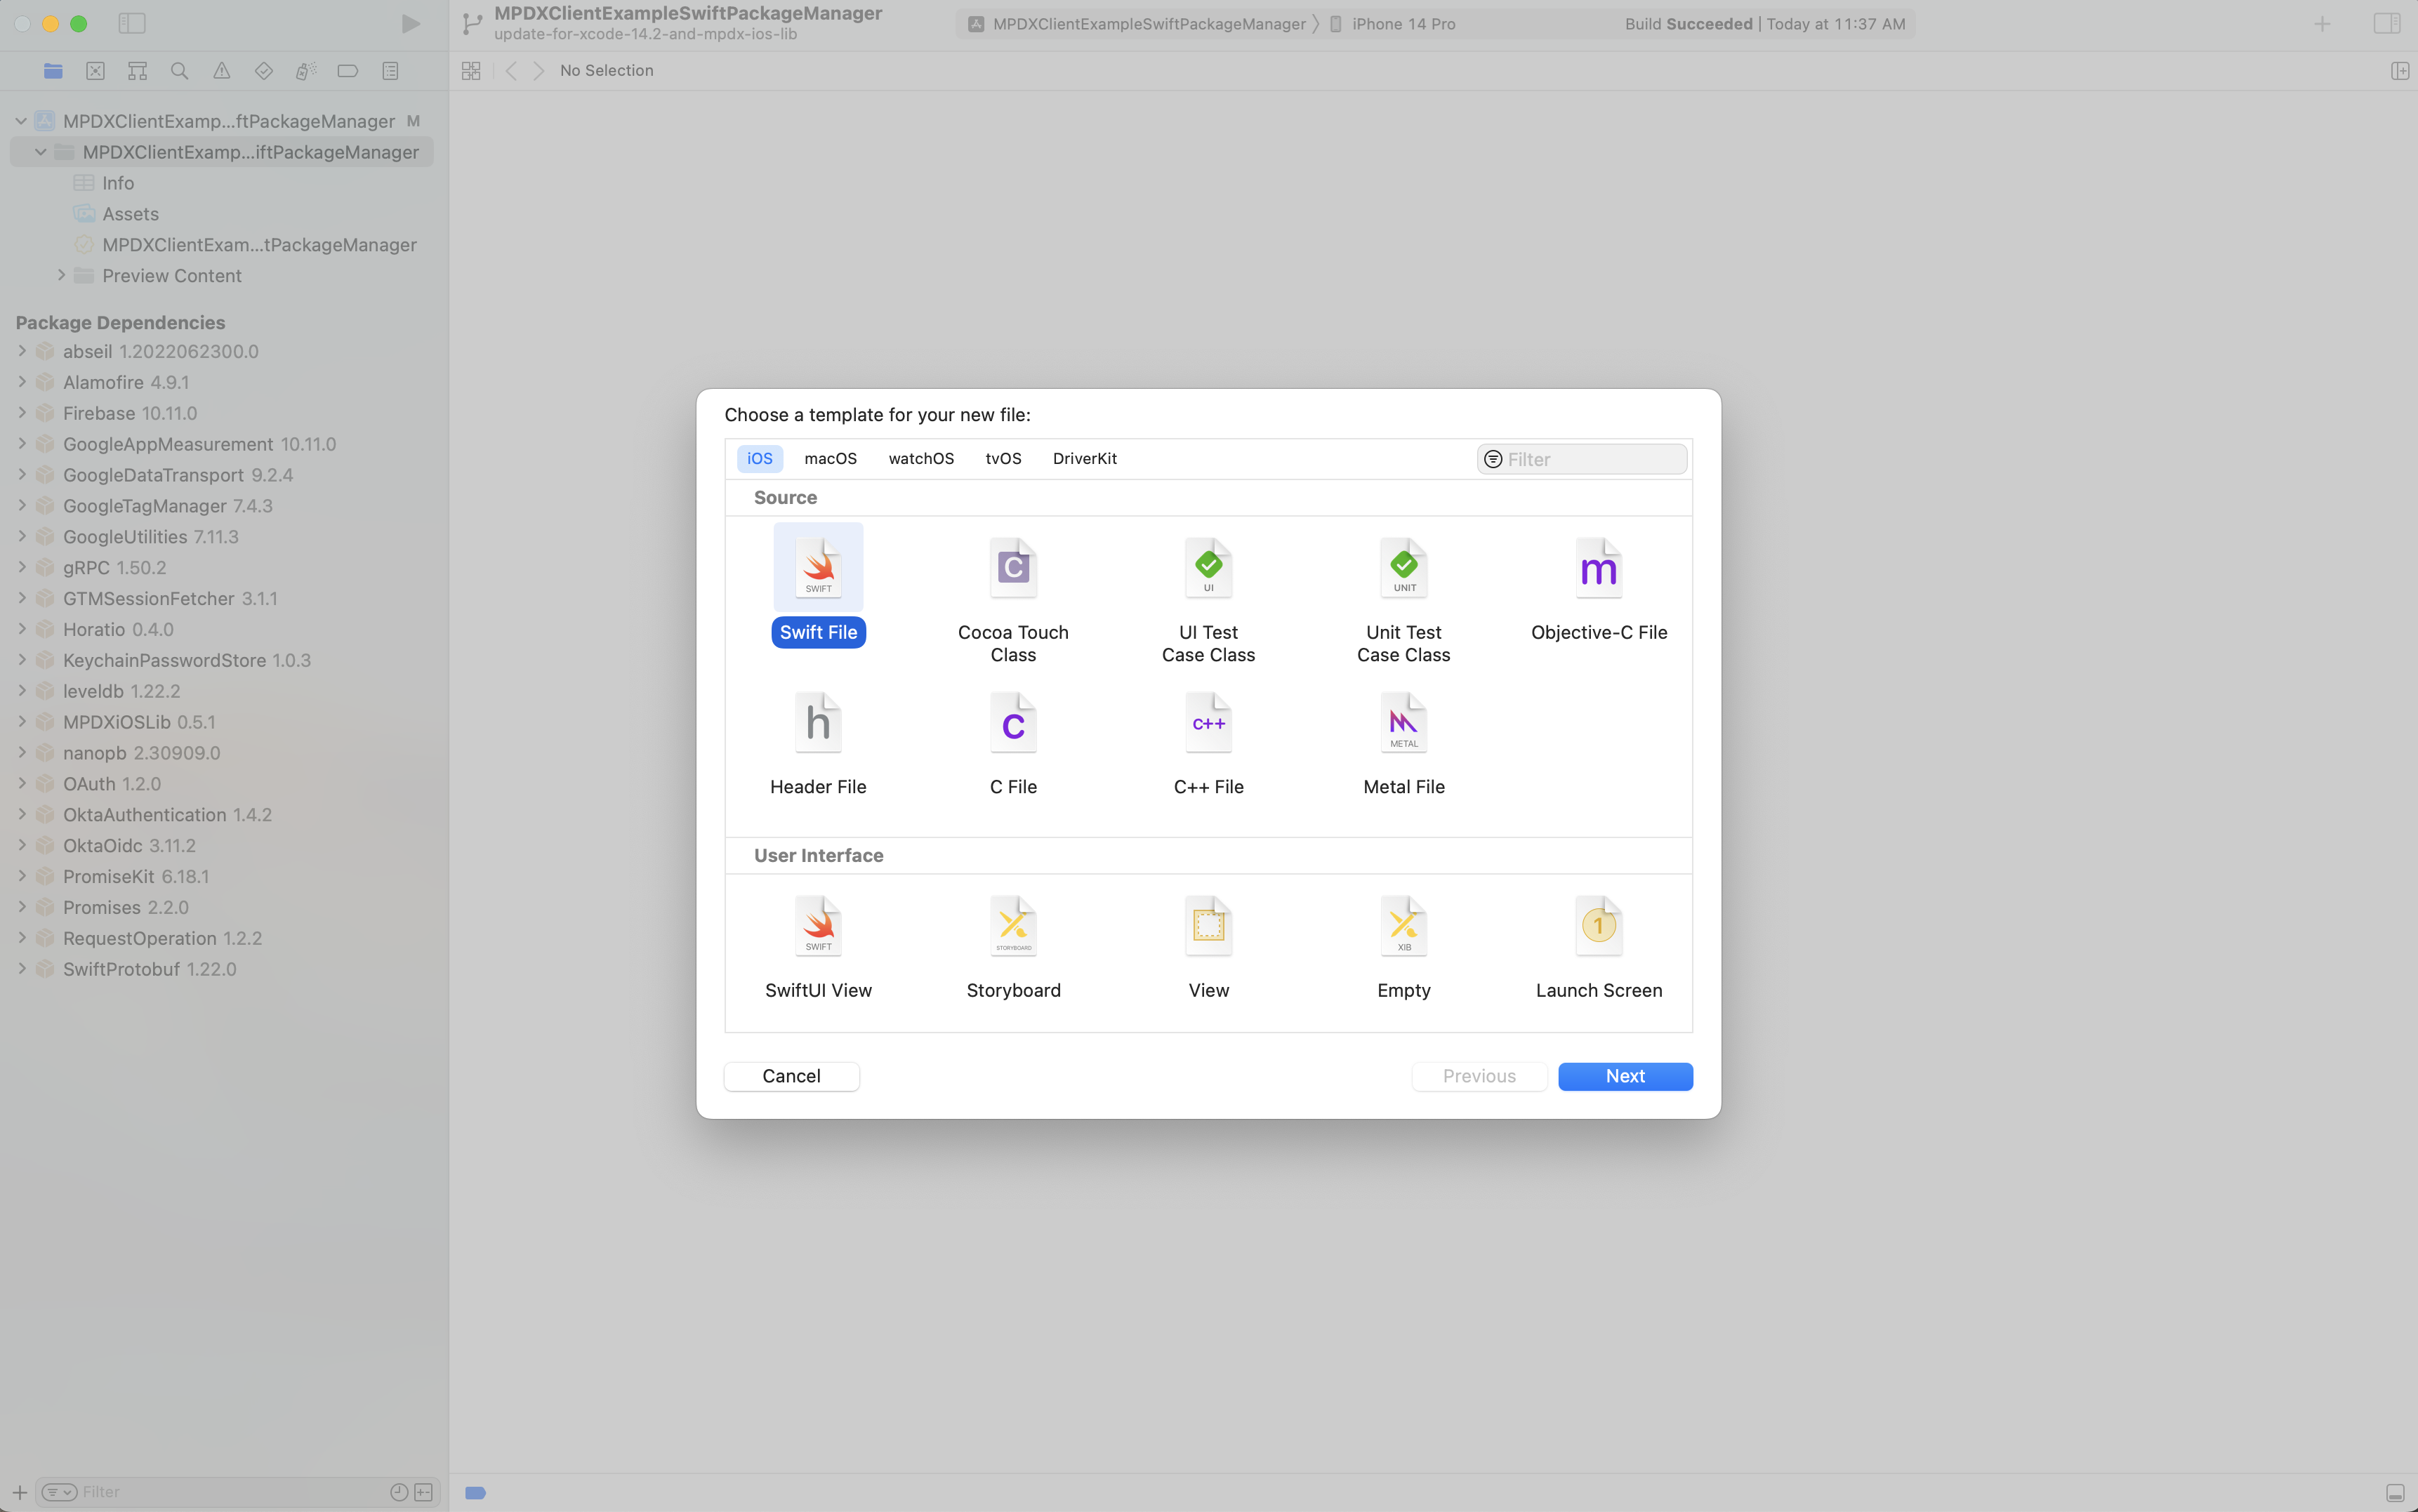 MPDXClientExampleSwiftPackageManager
update-for-xcode-14.2-and-mpdx-ios-lib
MPDXClientExampleSwiftPackageManager
iPhone 14 Pro
Build Succeeded | Today at 11:37 AM
No Selection
MPDXClientExamp...ftPackageManager M
MPDXClientExamp...iftPackageManager
Info
Assets
MPDXClientExam...tPackageManager
Preview Content
Package Dependencies
abseil 1.2022062300.0
Alamofire 4.9.1
Firebase 10.11.0
GoogleAppMeasurement 10.11.0
GoogleDataTransport 9.2.4
GoogleTagManager 7.4.3
GoogleUtilities 7.11.3
gRPC 1.50.2
GTMSessionFetcher 3.1.1
Horatio 0.4.0
KeychainPasswordStore 1.0.3
leveldb 1.22.2
MPDXiOSLib 0.5.1
nanopb 2.30909.0
OAuth 1.2.0
OktaAuthentication 1.4.2
OktaOidc 3.11.2
PromiseKit 6.18.1
Promises 2.2.0
RequestOperation 1.2.2
SwiftProtobuf 1.22.0
Filter
Choose a template for your new file:
iOS macOS watchOS tvOS DriverKit
Filter
Source
SWIFT
C
UI
UNIT
m
Swift File
Cocoa Touch
Class
UI Test
Case Class
Unit Test
Case Class
Objective-C File
h
C
C++
METAL
Header File
C File
C++ File
Metal File
User Interface
SWIFT
STORYBOARD
XIB
1
SwiftUI View
Storyboard
View
Empty
Launch Screen
Cancel
Previous
Next